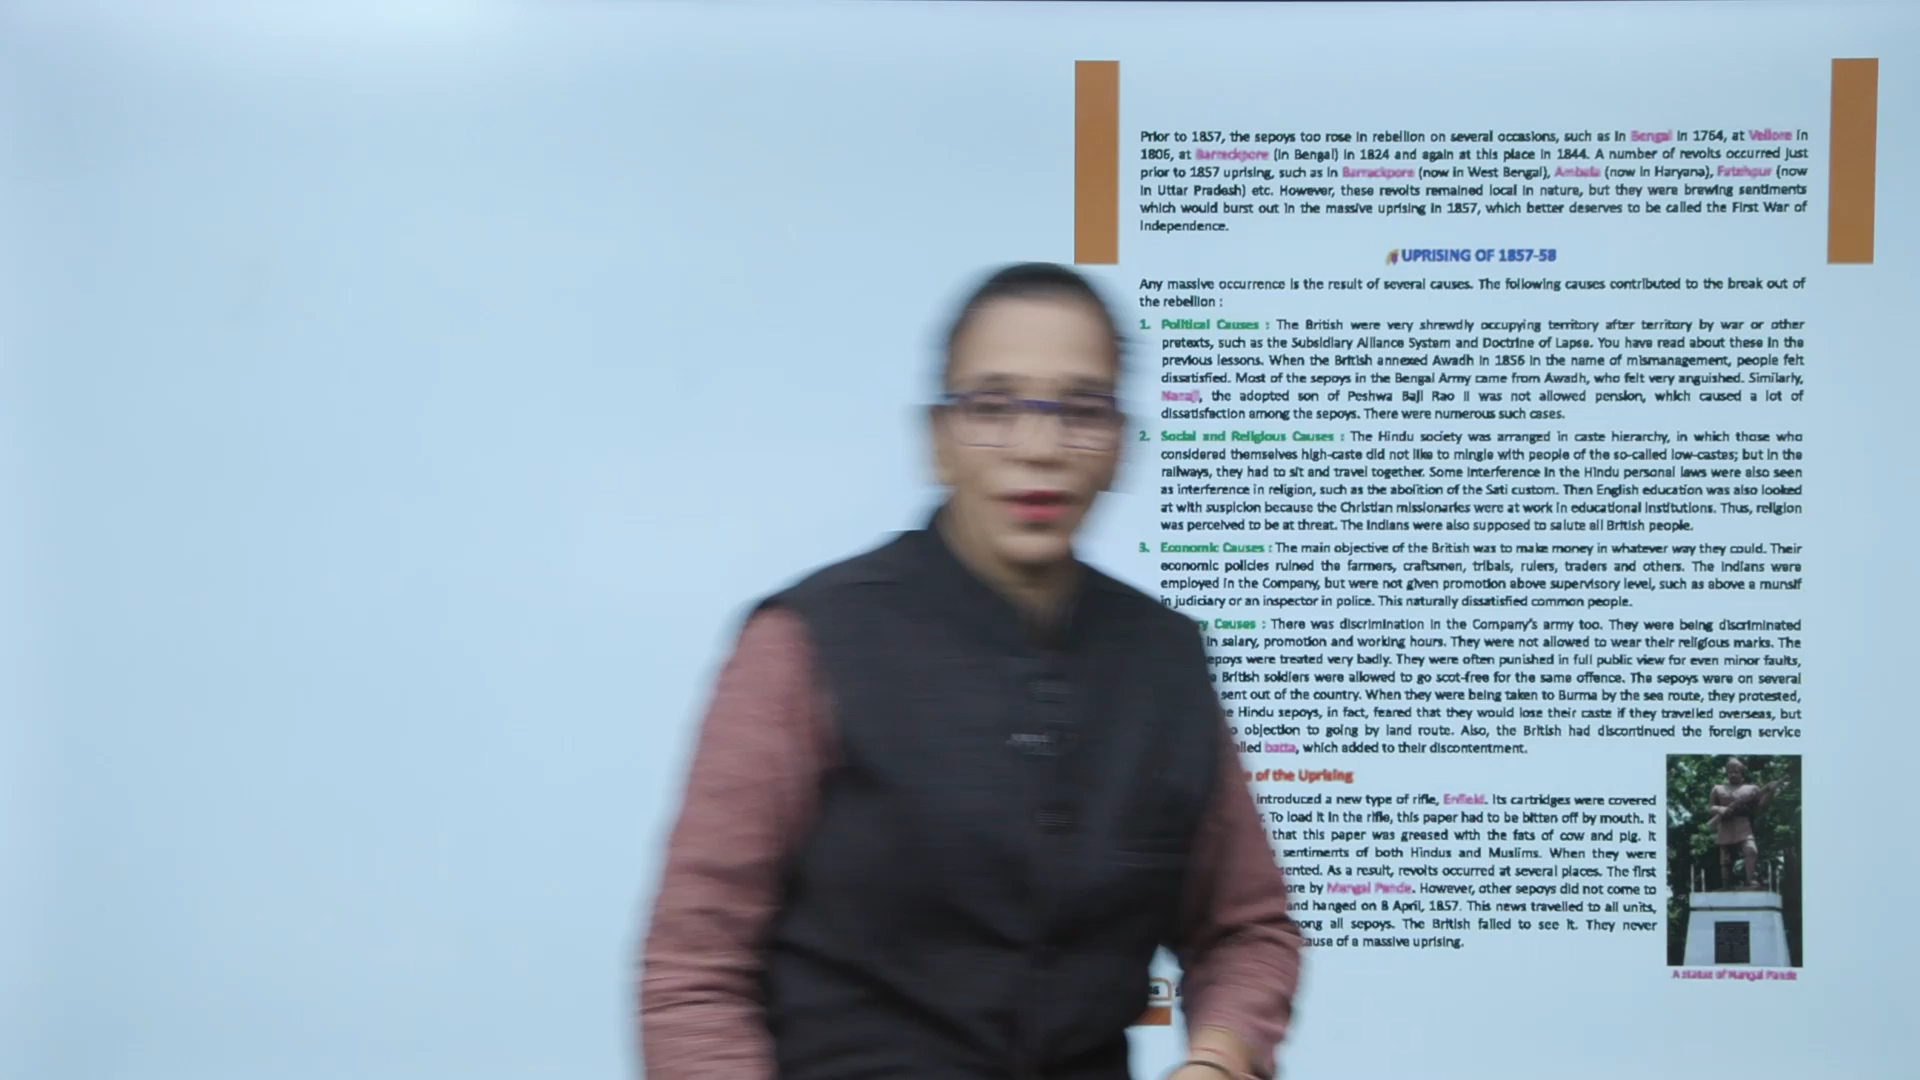 Prior to 1857, the sepoys too rose in rebellion on several occasions, such as in Bengal in 1764, at Vellore in
1806, at Barrackpore (in Bengal) in 1824 and again at this place in 1844. A number of revolts occurred just
prior to 1857 uprising, such as in Barrackpore (now in West Bengal), Ambala (now in Haryana), Fatehpur (now
in Uttar Pradesh) etc. However, these revolts remained local in nature, but they were brewing sentiments
which would burst out in the massive uprising in 1857, which better deserves to be called the First War of
Independence.
UPRISING OF 1857-58
Any massive occurrence is the result of several causes. The following causes contributed to the break out of
the rebellion :
1. Political Causes : The British were very shrewdly occupying territory after territory by war or other
pretexts, such as the Subsidiary Alliance System and Doctrine of Lapse. You have read about these in the
previous lessons. When the British annexed Awadh in 1856 in the name of mismanagement, people felt
dissatisfied. Most of the sepoys in the Bengal Army came from Awadh, who felt very anguished. Similarly,
Nanaji, the adopted son of Peshwa Baji Rao II was not allowed pension, which caused a lot of
dissatisfaction among the sepoys. There were numerous such cases.
2. Social and Religious Causes : The Hindu society was arranged in caste hierarchy, in which those who
considered themselves high-caste did not like to mingle with people of the so-called low-castes; but in the
railways, they had to sit and travel together. Some interference in the Hindu personal laws were also seen
as interference in religion, such as the abolition of the Sati custom. Then English education was also looked
at with suspicion because the Christian missionaries were at work in educational institutions. Thus, religion
was perceived to be at threat. The Indians were also supposed to salute all British people.
3. Economic Causes : The main objective of the British was to make money in whatever way they could. Their
economic policies ruined the farmers, craftsmen, tribals, rulers, traders and others. The Indians were
employed in the Company, but were not given promotion above supervisory level, such as above a munsif
in judiciary or an inspector in police. This naturally dissatisfied common people.
ry Causes : There was discrimination in the Company's army too. They were being discriminated
in salary, promotion and working hours. They were not allowed to wear their religious marks. The
epoys were treated very badly. They were often punished in full public view for even minor faults,
British soldiers were allowed to go scot-free for the same offence. The sepoys were on several
sent out of the country. When they were being taken to Burma by the sea route, they protested,
e Hindu sepoys, in fact, feared that they would lose their caste if they travelled overseas, but
o objection to going by land route. Also, the British had discontinued the foreign service
lled batta, which added to their discontentment.
e of the Uprising
introduced a new type of rifle, Enfield. Its cartridges were covered
. To load it in the rifle, this paper had to be bitten off by mouth. It
that this paper was greased with the fats of cow and pig. It
sentiments of both Hindus and Muslims. When they were
sented. As a result, revolts occurred at several places. The first
ore by Mangal Pande. However, other sepoys did not come to
and hanged on 8 April, 1857. This news travelled to all units,
ong all sepoys. The British failed to see it. They never
cause of a massive uprising.
A statue of Mangal Pande